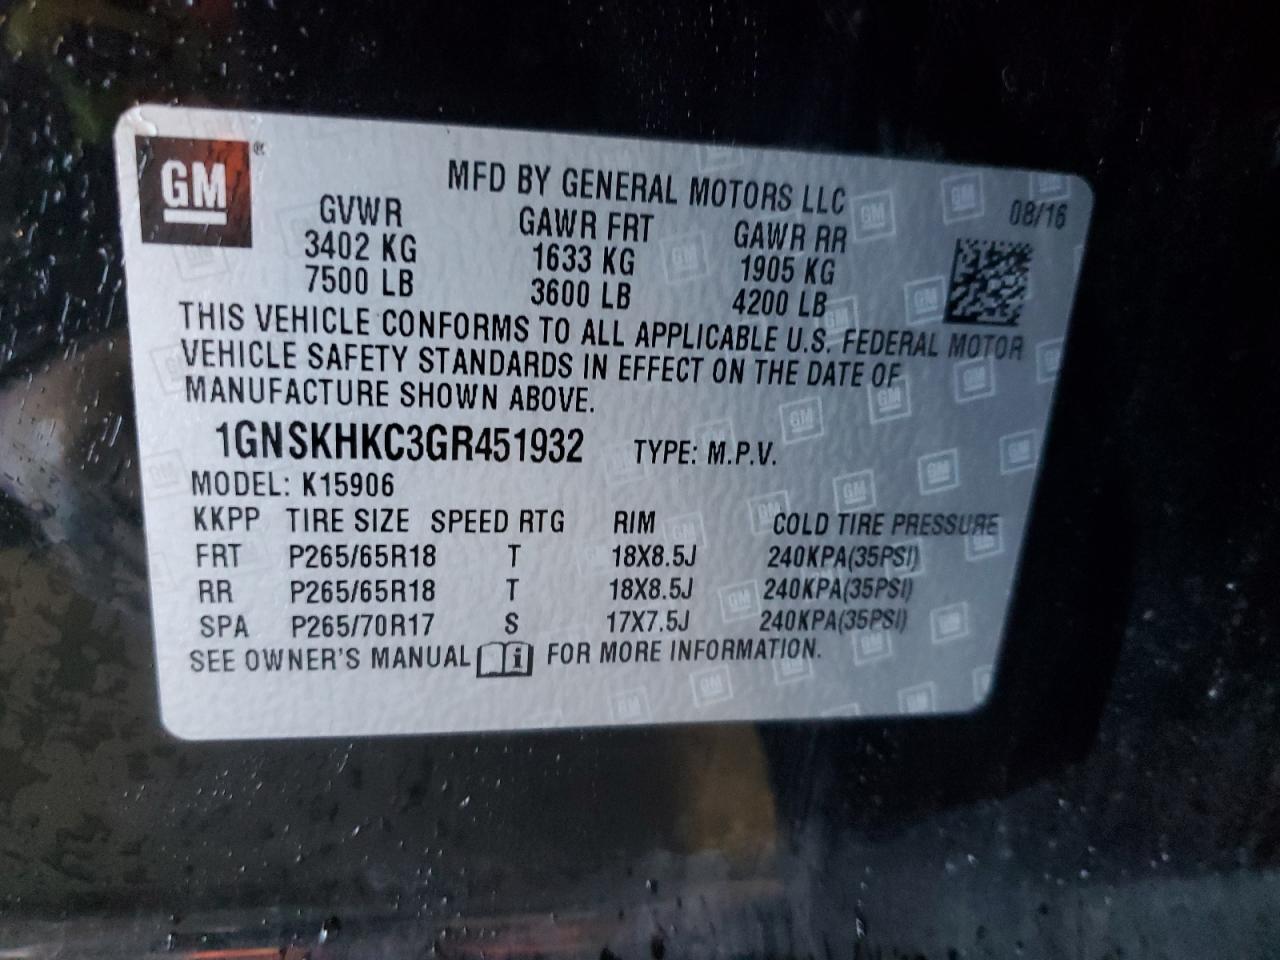 GM ®
MFD BY GENERAL MOTORS LLC
08/16
GVWR GAWR FRT GAWR RR
3402 KG 1633 KG 1905 KG
7500 LB 3600 LB 4200 LB
THIS VEHICLE CONFORMS TO ALL APPLICABLE U.S. FEDERAL MOTOR
VEHICLE SAFETY STANDARDS IN EFFECT ON THE DATE OF
MANUFACTURE SHOWN ABOVE.
1GNSKHKC3GR451932 TYPE: M.P.V.
MODEL: K15906
KKPP TIRE SIZE SPEED RTG RIM COLD TIRE PRESSURE
FRT P265/65R18 T 18X8.5J 240KPA(35PSI)
RR P265/65R18 T 18X8.5J 240KPA(35PSI)
SPA P265/70R17 S 17X7.5J 240KPA(35PSI)
SEE OWNER'S MANUAL i FOR MORE INFORMATION.